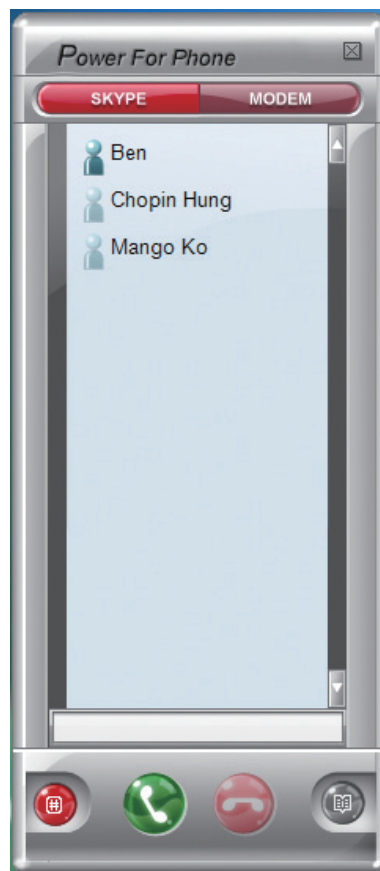 Power For Phone
SKYPE MODEM
Ben
Chopin Hung
Mango Ko
#